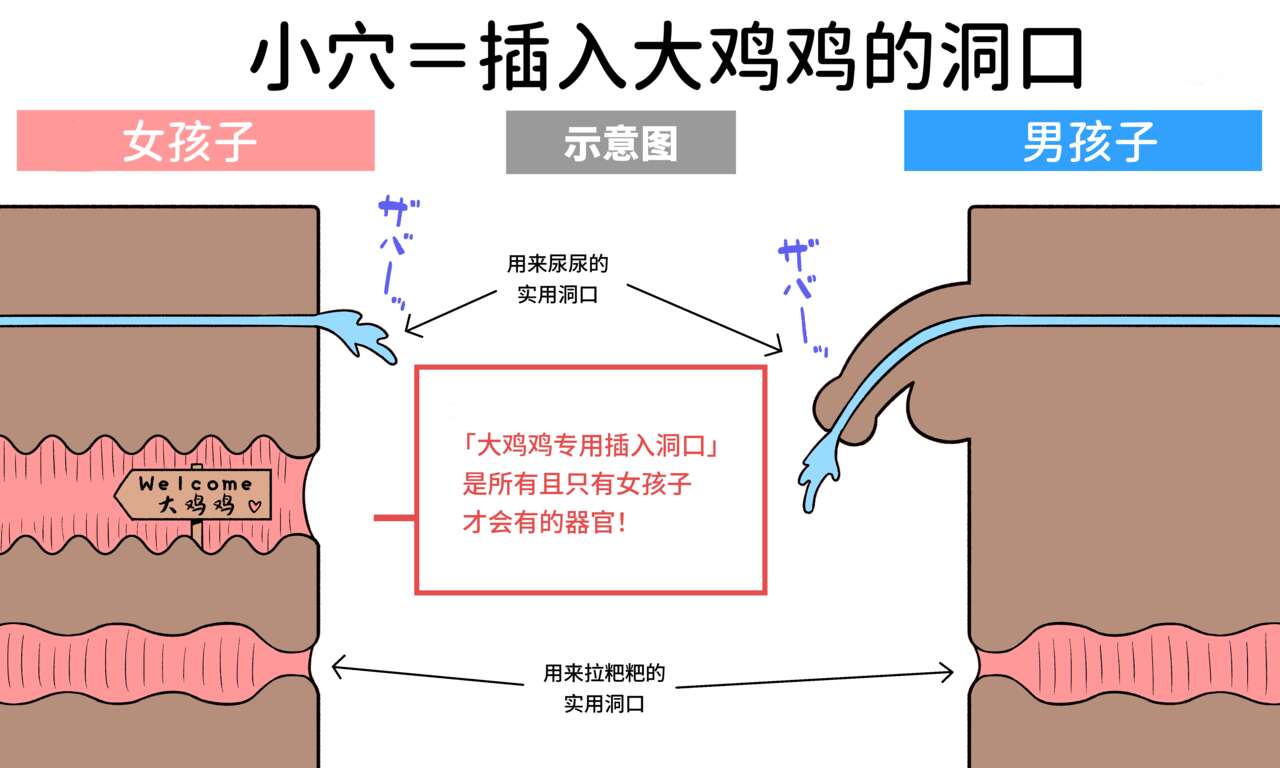 小穴＝插入大鸡鸡的洞口
女孩子
示意图
男孩子
ザバーッ
ザバーッ
用来尿尿的
实用洞口
「大鸡鸡专用插入洞口」
是所有且只有女孩子
才会有的器官！
Welcome
大鸡鸡♡
用来拉粑粑的
实用洞口